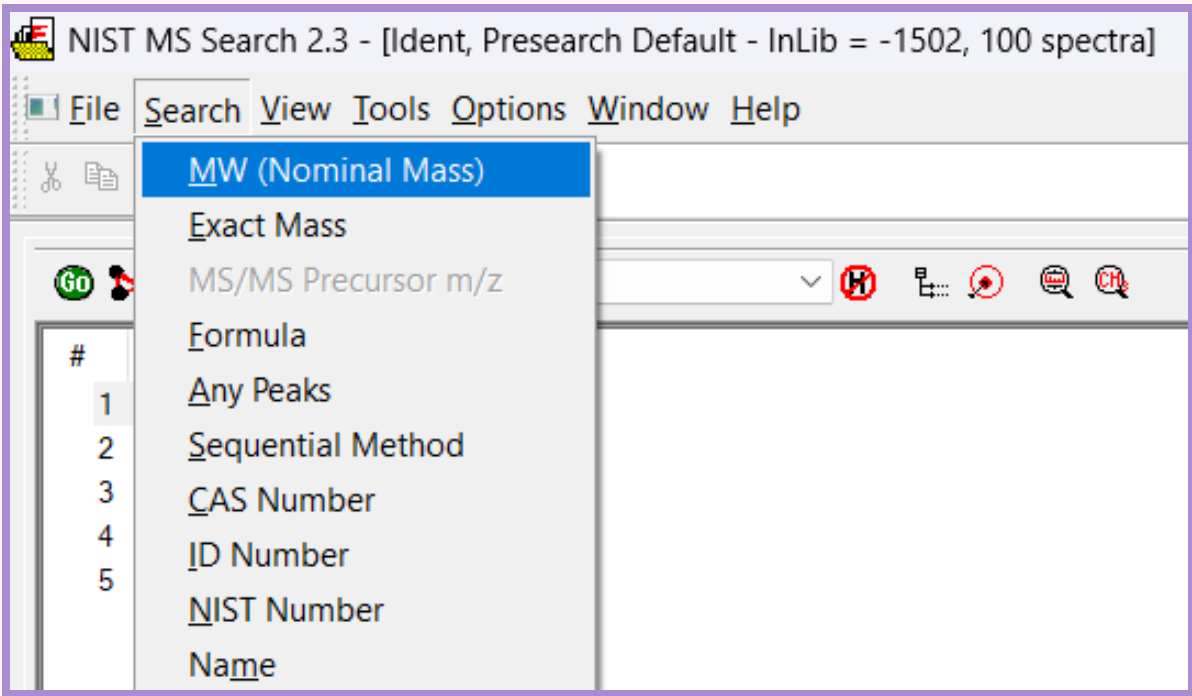 NIST MS Search 2.3 - [Ident, Presearch Default - InLib = -1502, 100 spectra]
File Search View Tools Options Window Help
MW (Nominal Mass)
Exact Mass
GO MS/MS Precursor m/z H CH₃
# Formula
1 Any Peaks
2 Sequential Method
3 CAS Number
4 ID Number
5 NIST Number
Name